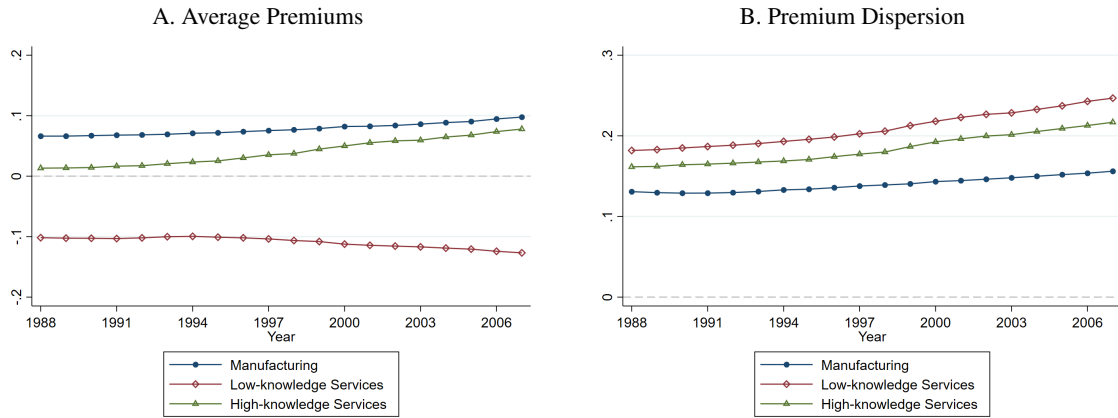 A. Average Premiums
.2
.1
0
-.1
-.2
1988 1991 1994 1997 2000 2003 2006
Year
Manufacturing
Low-knowledge Services
High-knowledge Services
B. Premium Dispersion
.3
.2
.1
0
1988 1991 1994 1997 2000 2003 2006
Year
Manufacturing
Low-knowledge Services
High-knowledge Services